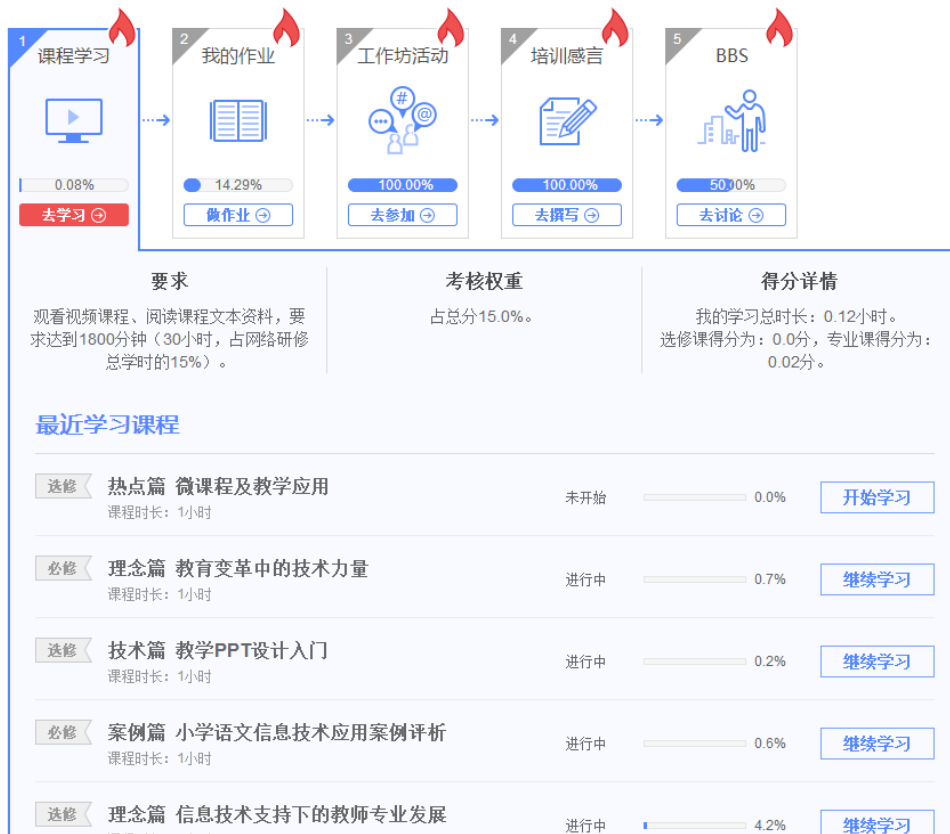 1
课程学习
0.08%
去学习
2
我的作业
14.29%
做作业
3
工作坊活动
#
@
100.00%
去参加
4
培训感言
100.00%
去撰写
5
BBS
50.00%
去讨论
要求
观看视频课程、阅读课程文本资料，要
求达到1800分钟（30小时，占网络研修
总学时的15%）。
考核权重
占总分15.0%。
得分详情
我的学习总时长：0.12小时。
选修课得分为：0.0分，专业课得分为：
0.02分。
最近学习课程
选修 热点篇 微课程及教学应用
课程时长：1小时
未开始 0.0% 开始学习
必修 理念篇 教育变革中的技术力量
课程时长：1小时
进行中 0.7% 继续学习
选修 技术篇 教学PPT设计入门
课程时长：1小时
进行中 0.2% 继续学习
必修 案例篇 小学语文信息技术应用案例评析
课程时长：1小时
进行中 0.6% 继续学习
选修 理念篇 信息技术支持下的教师专业发展
进行中 4.2% 继续学习